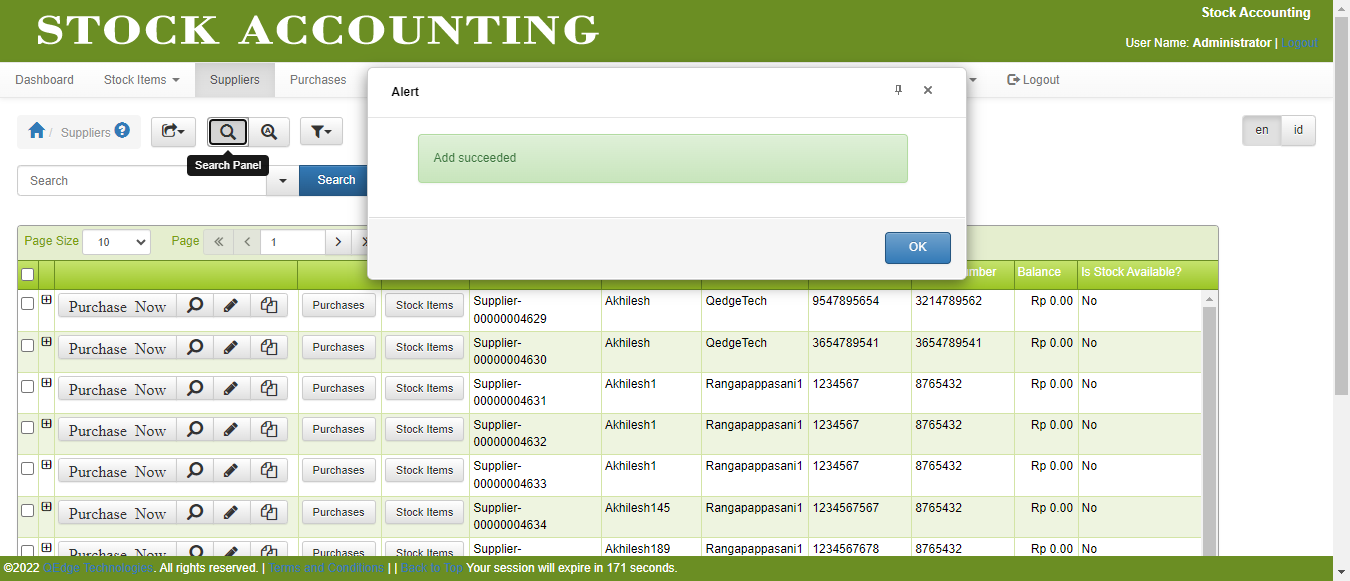 STOCK ACCOUNTING
Stock Accounting
User Name: Administrator | Logout
Dashboard Stock Items Suppliers Purchases Logout
Alert
Suppliers
en id
Search Panel
Add succeeded
Search Search
OK
Page Size 10 Page 1
mber Balance Is Stock Available?
Purchase Now Purchases Stock Items Supplier- Akhilesh QedgeTech 9547895654 3214789562 Rp 0.00 No
00000004629
Purchase Now Purchases Stock Items Supplier- Akhilesh QedgeTech 3654789541 3654789541 Rp 0.00 No
00000004630
Purchase Now Purchases Stock Items Supplier- Akhilesh1 Rangapappasani1 1234567 8765432 Rp 0.00 No
00000004631
Purchase Now Purchases Stock Items Supplier- Akhilesh1 Rangapappasani1 1234567 8765432 Rp 0.00 No
00000004632
Purchase Now Purchases Stock Items Supplier- Akhilesh1 Rangapappasani1 1234567 8765432 Rp 0.00 No
00000004633
Purchase Now Purchases Stock Items Supplier- Akhilesh145 Rangapappasani1 1234567567 8765432 Rp 0.00 No
00000004634
Purchase Now Purchases Stock Items Supplier- Akhilesh189 Rangapappasani1 1234567678 8765432 Rp 0.00 No
©2022 QEdge Technologies. All rights reserved. | Terms and Conditions | | Back to Top Your session will expire in 171 seconds.